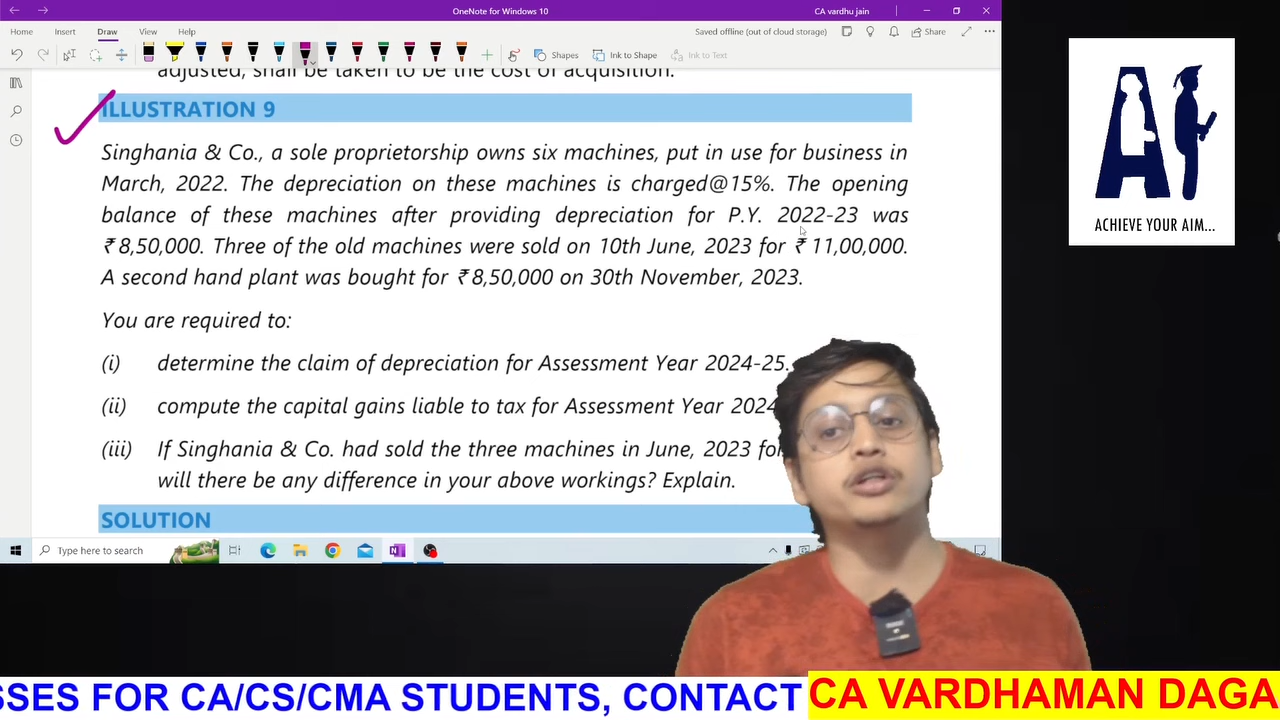 OneNote for Windows 10
CA vardhu jain
Home Insert Draw View Help
Saved offline (out of cloud storage)
Share
Shapes
Ink to Shape
Ink to Text
adjusted, shall be taken to be the cost of acquisition.
ILLUSTRATION 9
Singhania & Co., a sole proprietorship owns six machines, put in use for business in
March, 2022. The depreciation on these machines is charged@15%. The opening
balance of these machines after providing depreciation for P.Y. 2022-23 was
₹ 8,50,000. Three of the old machines were sold on 10th June, 2023 for ₹ 11,00,000.
A second hand plant was bought for ₹ 8,50,000 on 30th November, 2023.
You are required to:
(i) determine the claim of depreciation for Assessment Year 2024-25.
(ii) compute the capital gains liable to tax for Assessment Year 2024
(iii) If Singhania & Co. had sold the three machines in June, 2023 for
will there be any difference in your above workings? Explain.
SOLUTION
Type here to search
AI
ACHIEVE YOUR AIM...
SSES FOR CA/CS/CMA STUDENTS, CONTACT CA VARDHAMAN DAGA